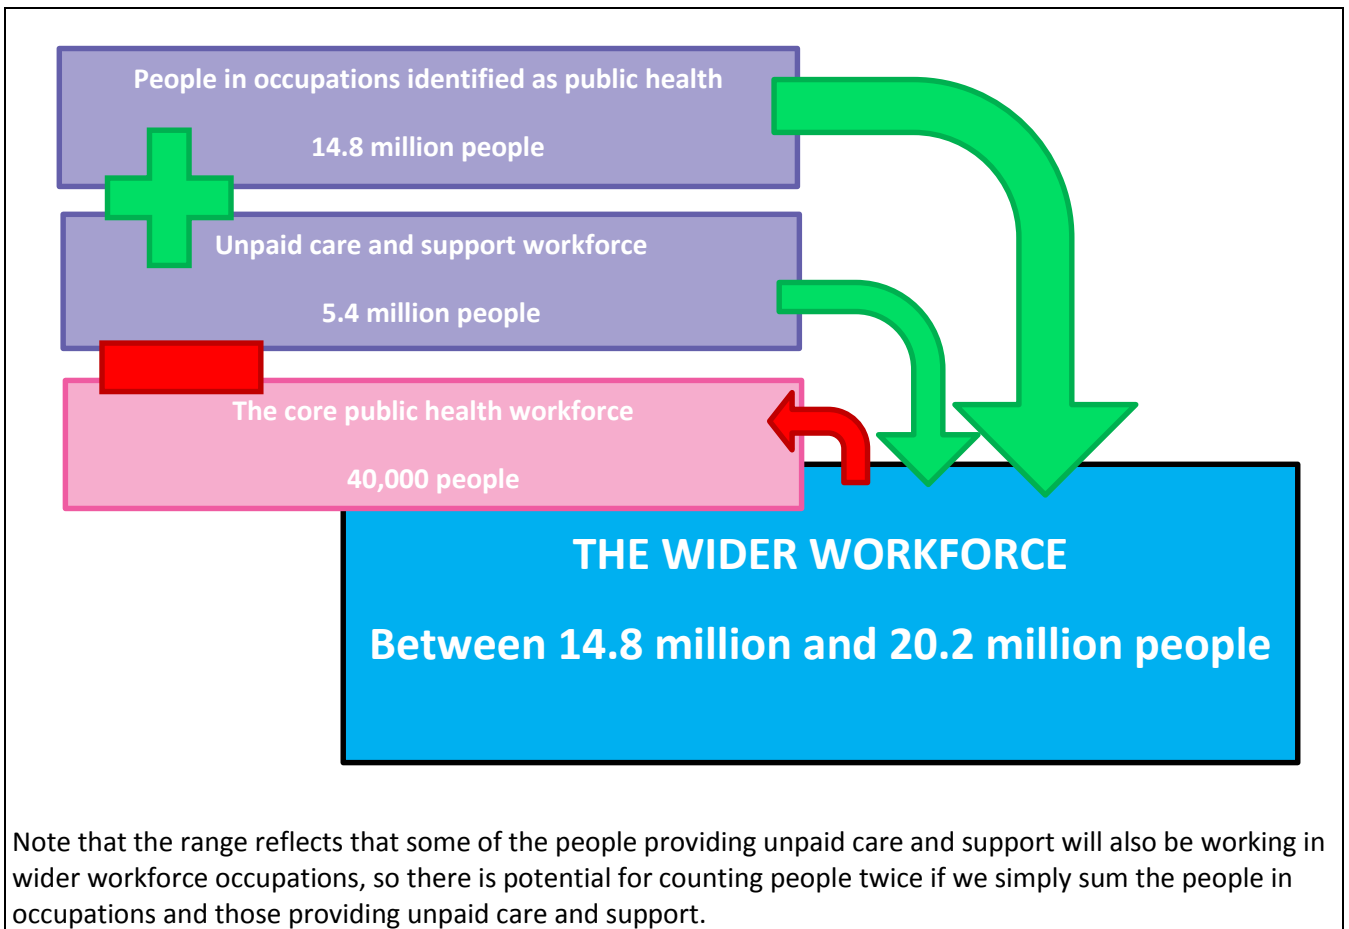 People in occupations identified as public health
14.8 million people
Unpaid care and support workforce
5.4 million people
The core public health workforce
40,000 people
THE WIDER WORKFORCE
Between 14.8 million and 20.2 million people
Note that the range reflects that some of the people providing unpaid care and support will also be working in
wider workforce occupations, so there is potential for counting people twice if we simply sum the people in
occupations and those providing unpaid care and support.